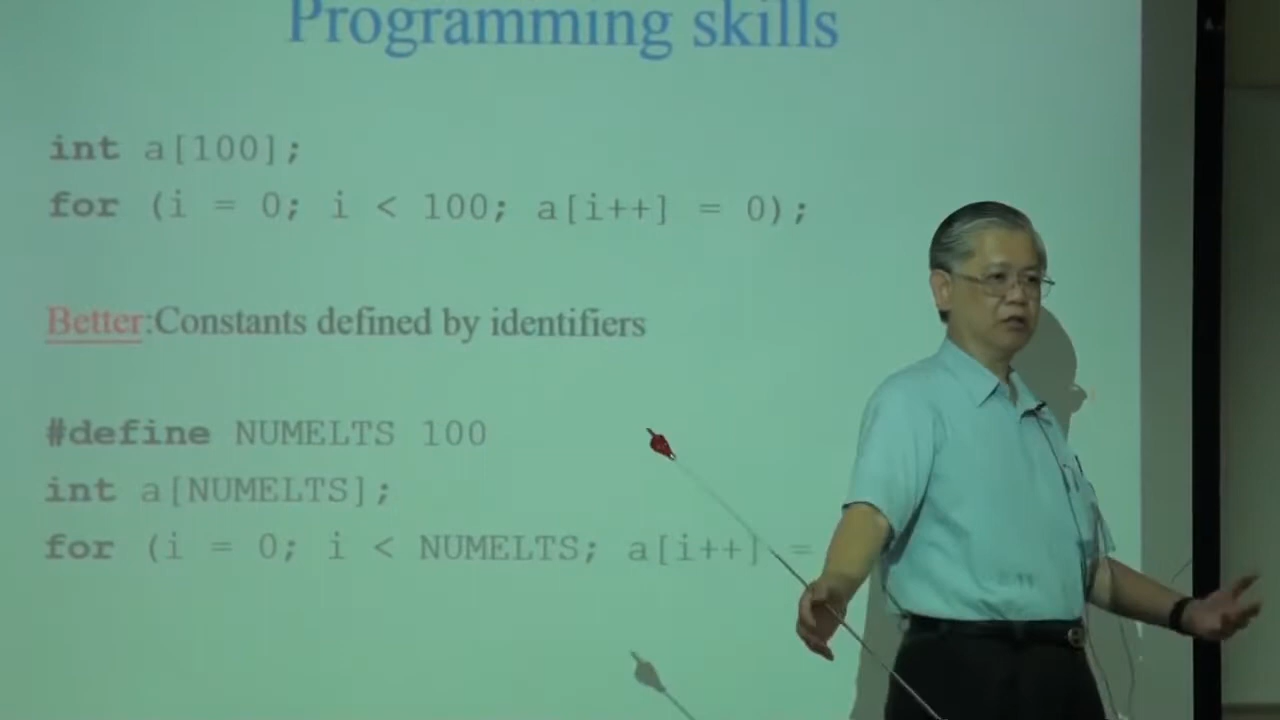 Programming skills
int a[100];
for (i = 0; i < 100; a[i++] = 0);
Better:Constants defined by identifiers
#define NUMELTS 100
int a[NUMELTS];
for (i = 0; i < NUMELTS; a[i++] =